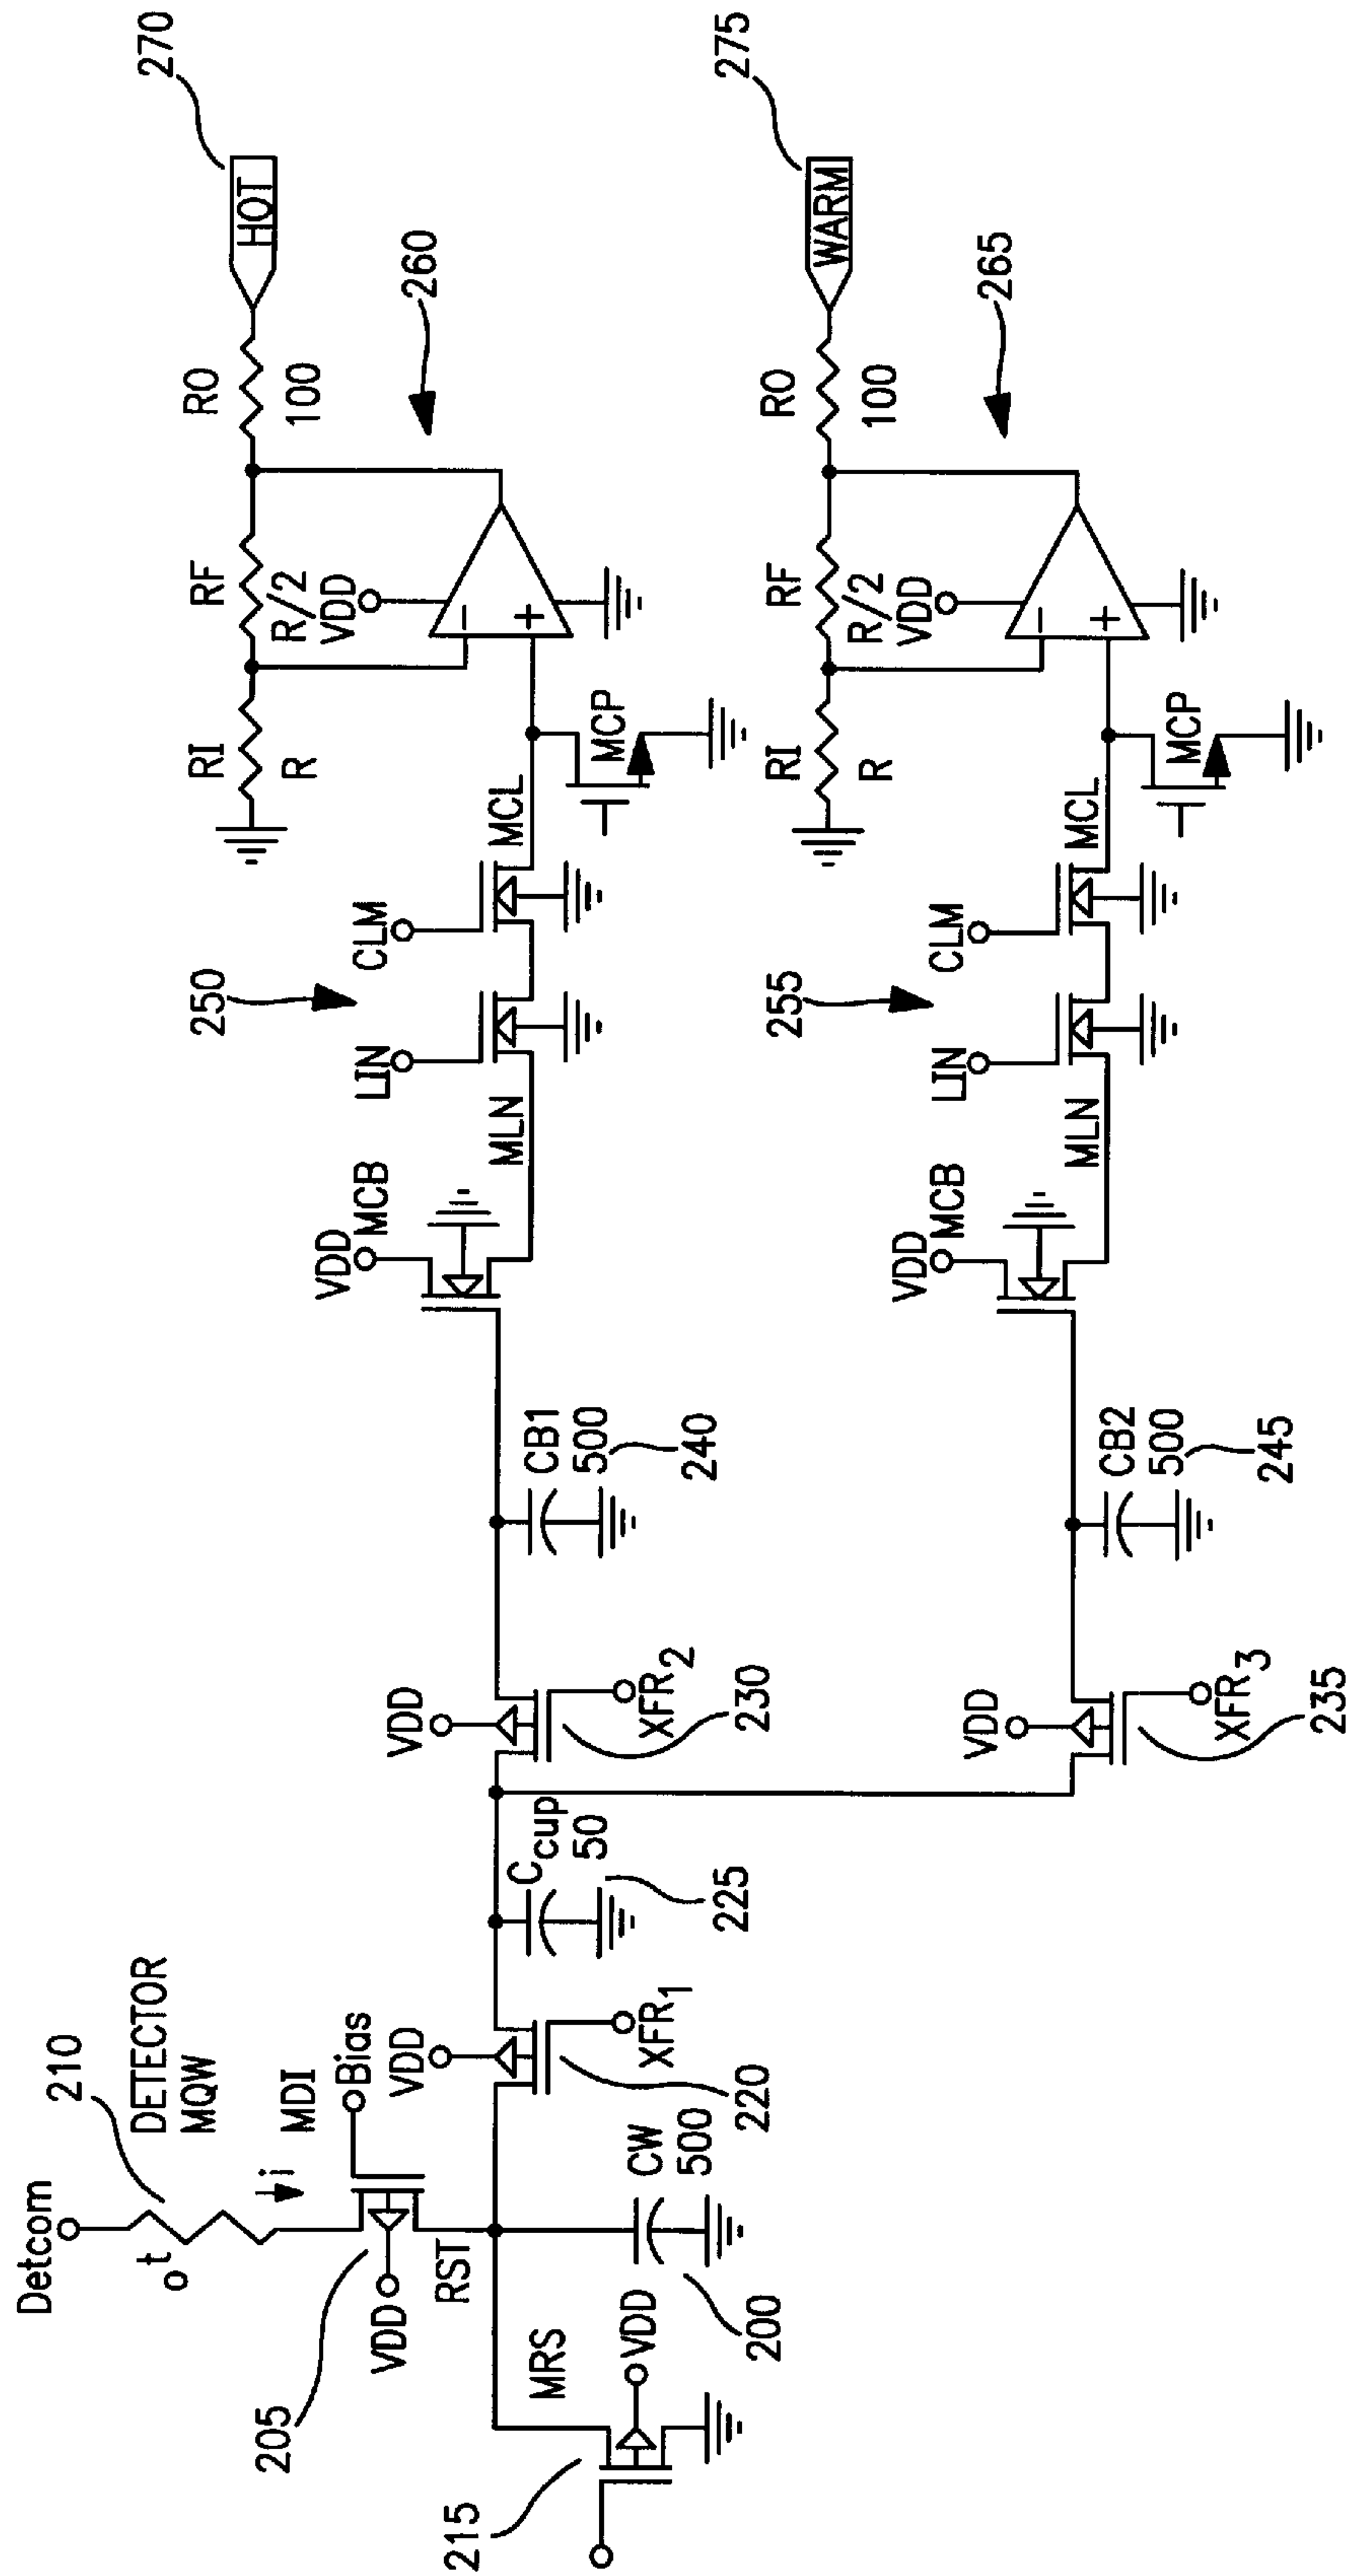 Detcom
210
DETECTOR
MQW
o t
i
MDI
Bias
205
VDD
RST
MRS
VDD
215
CW
500
200
VDD
XFR1
220
Ccup
50
225
VDD
XFR2
230
CB1
500
240
VDD
MCB
MLN
LIN
250
CLM
MCL
MCP
RI
R
RF
R/2
VDD
-
+
RO
100
260
HOT
270
VDD
XFR3
235
CB2
500
245
VDD
MCB
MLN
LIN
255
CLM
MCL
MCP
RI
R
RF
R/2
VDD
-
+
RO
100
265
WARM
275